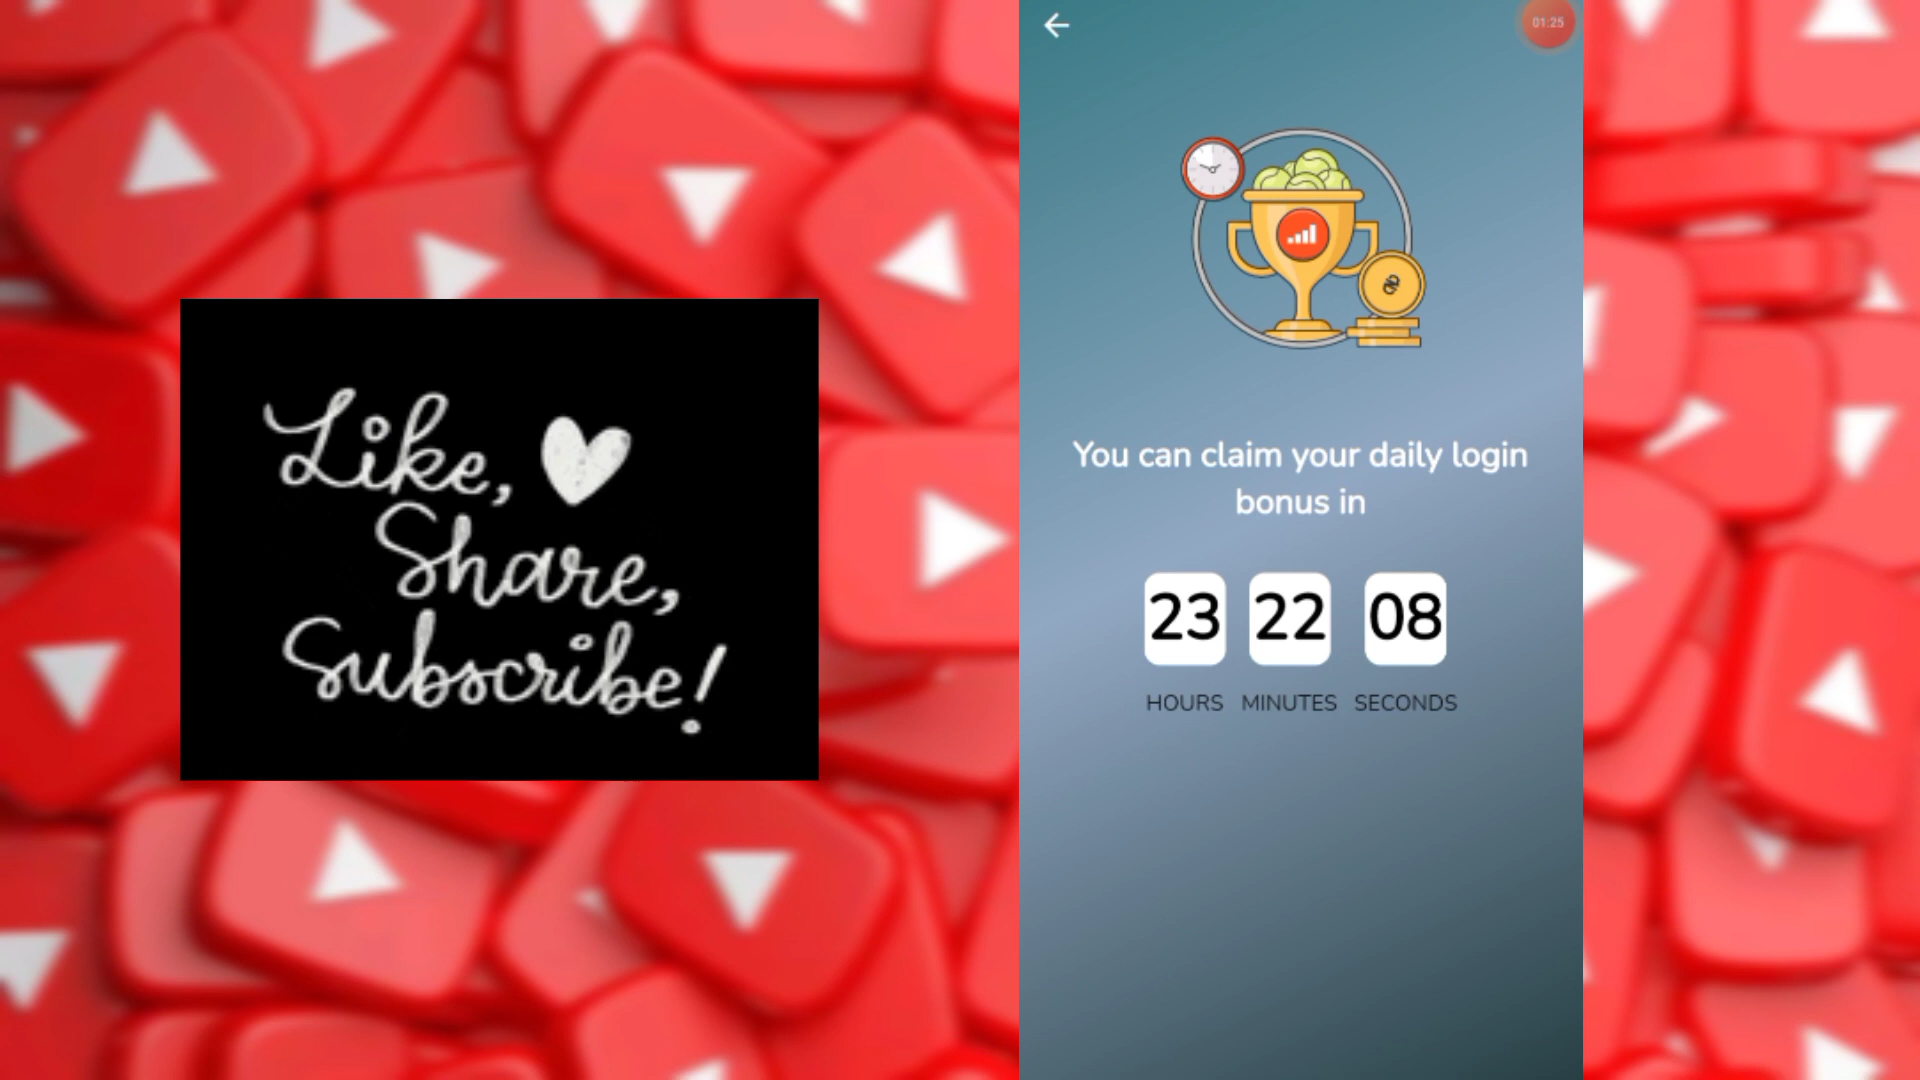 Like,
Share,
Subscribe!
01:25
You can claim your daily login
bonus in
23 22 08
HOURS MINUTES SECONDS